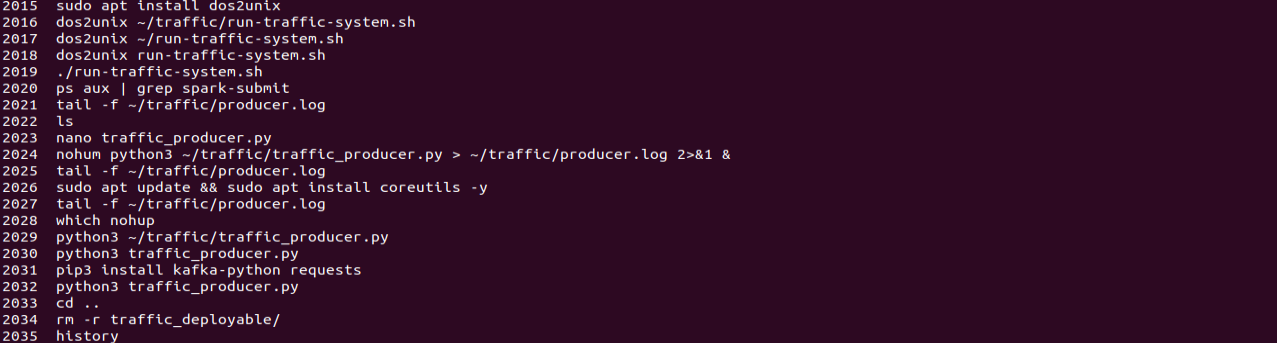 2015  sudo apt install dos2unix
2016  dos2unix ~/traffic/run-traffic-system.sh
2017  dos2unix ~/run-traffic-system.sh
2018  dos2unix run-traffic-system.sh
2019  ./run-traffic-system.sh
2020  ps aux | grep spark-submit
2021  tail -f ~/traffic/producer.log
2022  ls
2023  nano traffic_producer.py
2024  nohum python3 ~/traffic/traffic_producer.py > ~/traffic/producer.log 2>&1 &
2025  tail -f ~/traffic/producer.log
2026  sudo apt update && sudo apt install coreutils -y
2027  tail -f ~/traffic/producer.log
2028  which nohup
2029  python3 ~/traffic/traffic_producer.py
2030  python3 traffic_producer.py
2031  pip3 install kafka-python requests
2032  python3 traffic_producer.py
2033  cd ..
2034  rm -r traffic_deployable/
2035  history